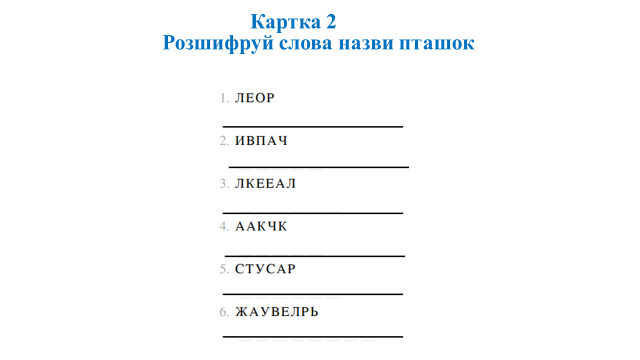 Картка 2
Розшифруй слова назви пташок
1. ЛЕОР
2. ИВПАЧ
3. ЛКЕЕАЛ
4. ААКЧК
5. СТУСАР
6. ЖАУВЕЛРЬ